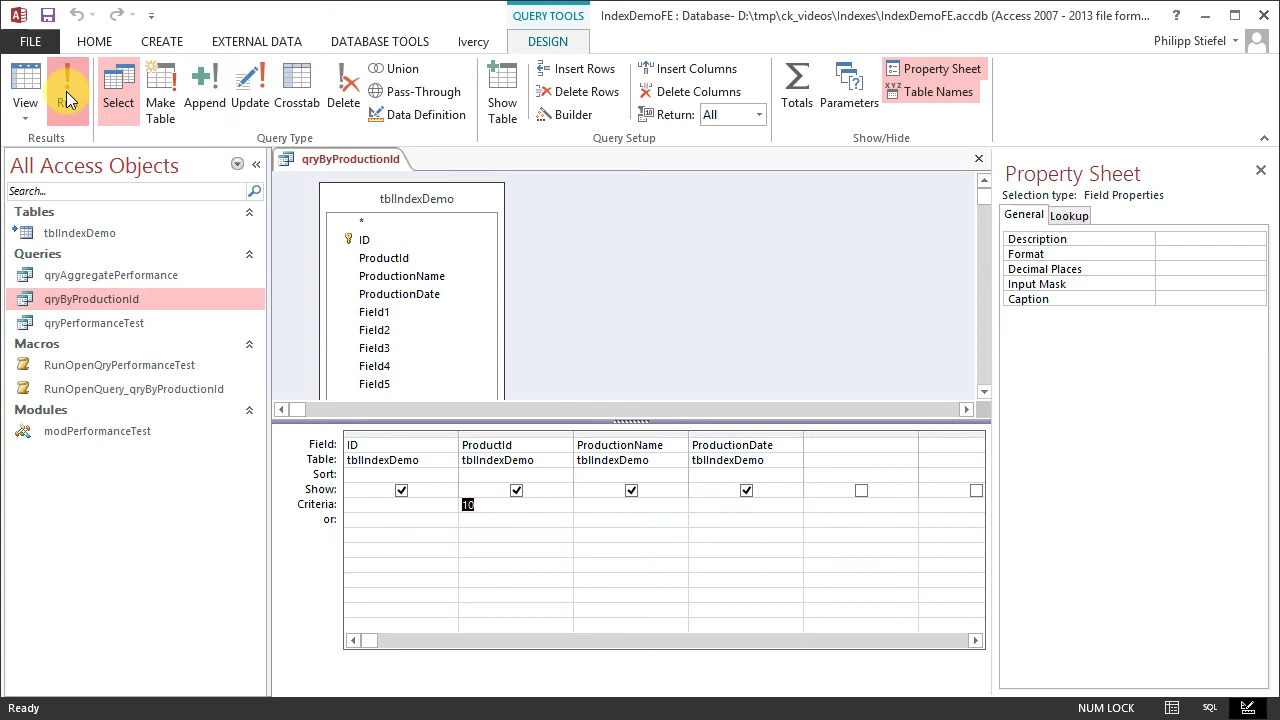 QUERY TOOLS
IndexDemoFE : Database- D:\tmp\ck_videos\Indexes\IndexDemoFE.accdb (Access 2007 - 2013 file form...
FILE HOME CREATE EXTERNAL DATA DATABASE TOOLS Ivercy DESIGN Philipp Stiefel
View
Select
Make Table
Append
Update
Crosstab
Delete
Union
Pass-Through
Data Definition
Show Table
Insert Rows
Delete Rows
Builder
Insert Columns
Delete Columns
Return: All
Totals
Parameters
Property Sheet
Table Names
Results
Query Type
Query Setup
Show/Hide
All Access Objects
Search...
Tables
tblIndexDemo
Queries
qryAggregatePerformance
qryByProductionId
qryPerformanceTest
Macros
RunOpenQryPerformanceTest
RunOpenQuery_qryByProductionId
Modules
modPerformanceTest
qryByProductionId
tblIndexDemo
*
ID
ProductId
ProductionName
ProductionDate
Field1
Field2
Field3
Field4
Field5
Field: ID ProductId ProductionName ProductionDate
Table: tblIndexDemo tblIndexDemo tblIndexDemo tblIndexDemo
Sort:
Show:
Criteria: 10
or:
Property Sheet
Selection type: Field Properties
General Lookup
Description
Format
Decimal Places
Input Mask
Caption
Ready
NUM LOCK
SQL